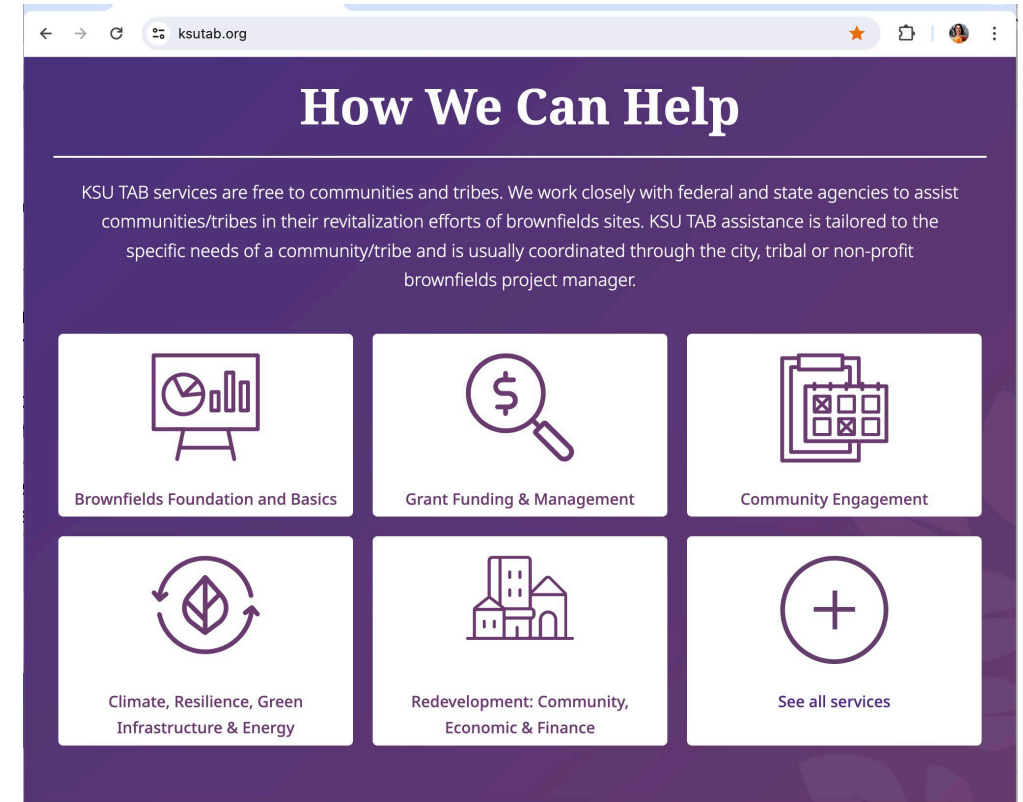 ksutab.org
How We Can Help
KSU TAB services are free to communities and tribes. We work closely with federal and state agencies to assist
communities/tribes in their revitalization efforts of brownfields sites. KSU TAB assistance is tailored to the
specific needs of a community/tribe and is usually coordinated through the city, tribal or non-profit
brownfields project manager.
$
Brownfields Foundation and Basics
Grant Funding & Management
Community Engagement
Climate, Resilience, Green
Infrastructure & Energy
Redevelopment: Community,
Economic & Finance
See all services